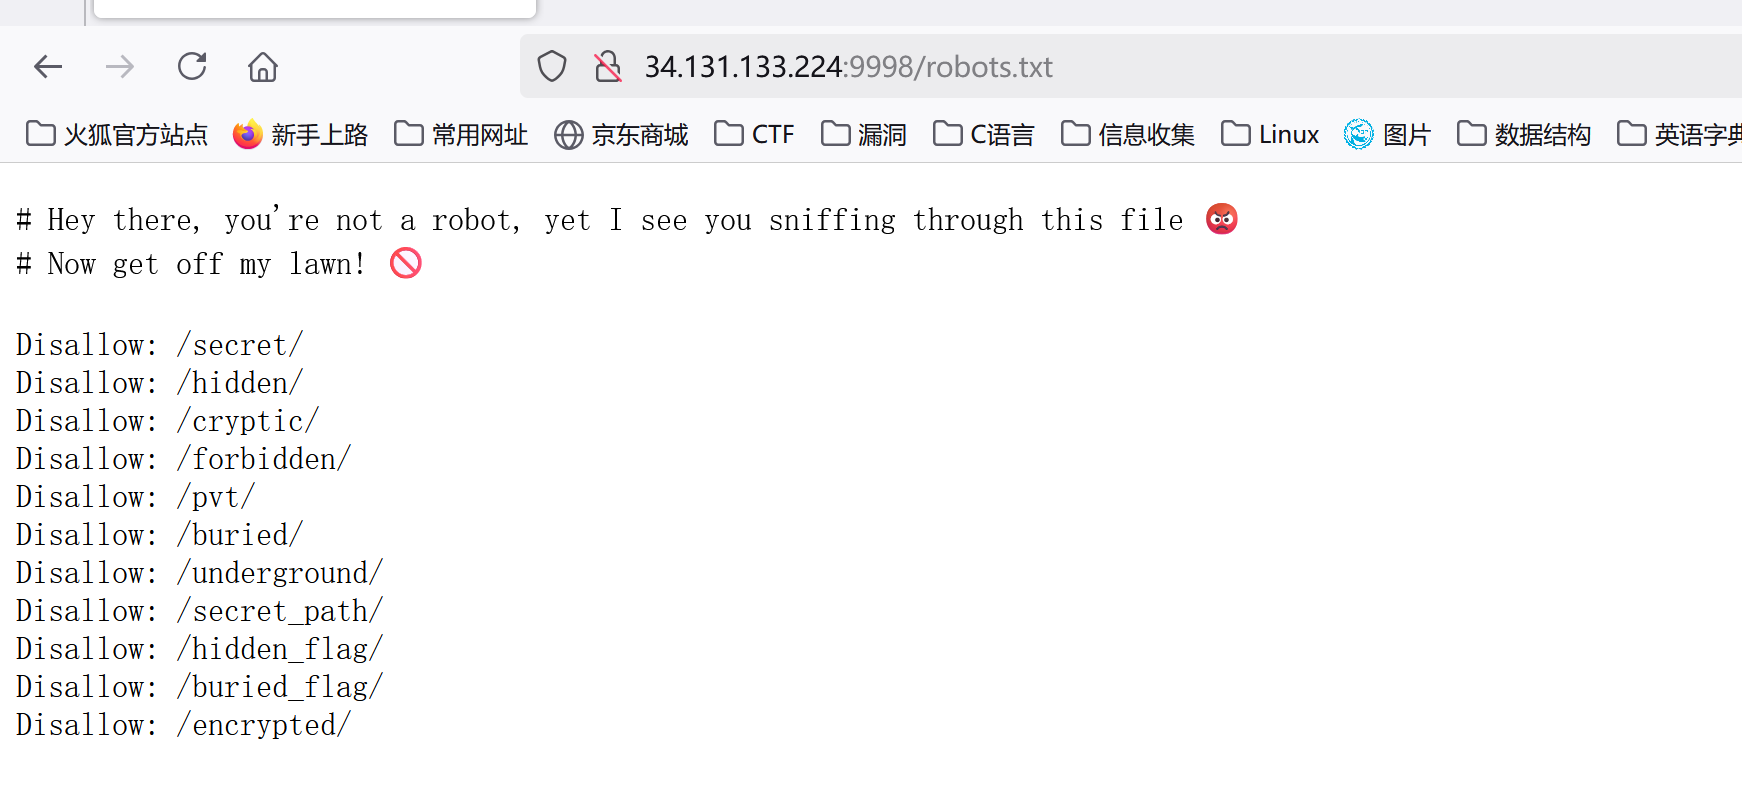 34.131.133.224:9998/robots.txt
火狐官方站点 新手上路 常用网址 京东商城 CTF 漏洞 C语言 信息收集 Linux 图片 数据结构 英语字典
# Hey there, you're not a robot, yet I see you sniffing through this file 😡
# Now get off my lawn! 🚫
Disallow: /secret/
Disallow: /hidden/
Disallow: /cryptic/
Disallow: /forbidden/
Disallow: /pvt/
Disallow: /buried/
Disallow: /underground/
Disallow: /secret_path/
Disallow: /hidden_flag/
Disallow: /buried_flag/
Disallow: /encrypted/